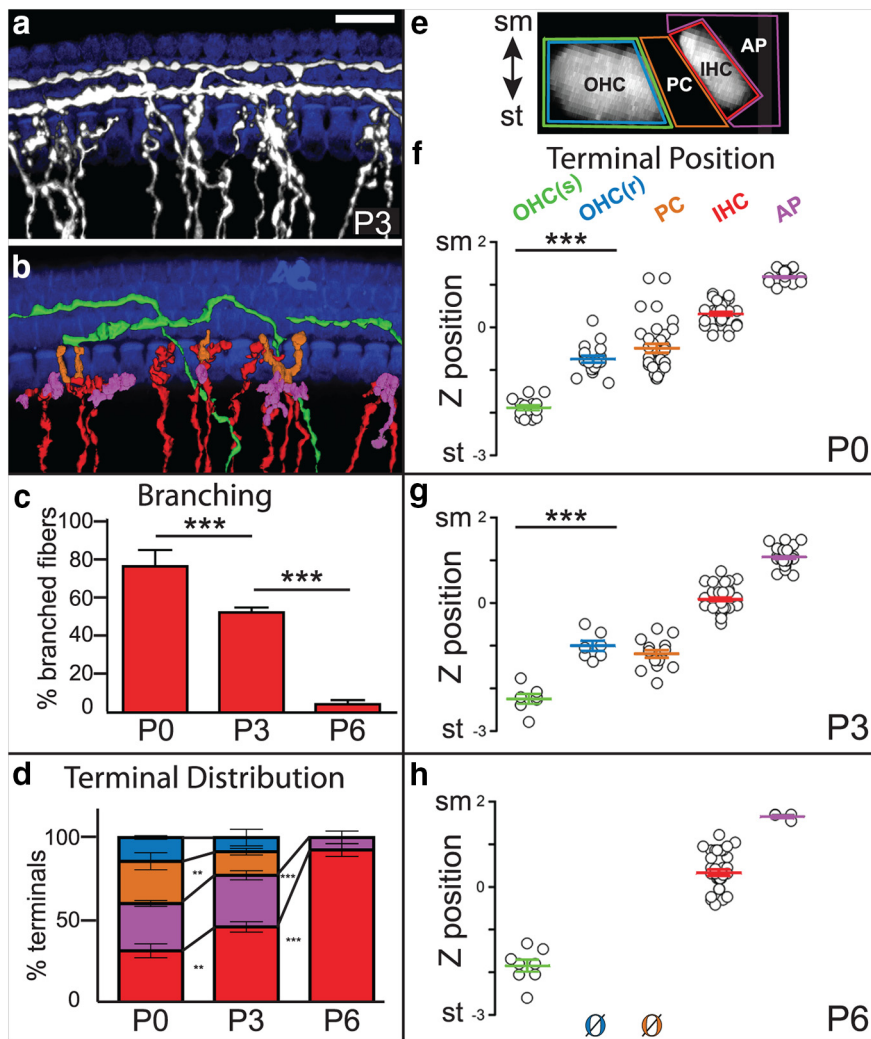 a
P3
b
c
Branching
% branched fibers
100
80
60
40
20
0
***
***
P0 P3 P6
d
Terminal Distribution
% terminals
100
50
0
**
***
**
***
P0 P3 P6
e
sm
st
OHC
PC
IHC
AP
f
Terminal Position
OHC(s) OHC(r) PC IHC AP
***
sm 2
0
st -3
Z position
P0
g
***
sm 2
0
st -3
Z position
P3
h
sm 2
0
st -3
Z position
Ø Ø
P6